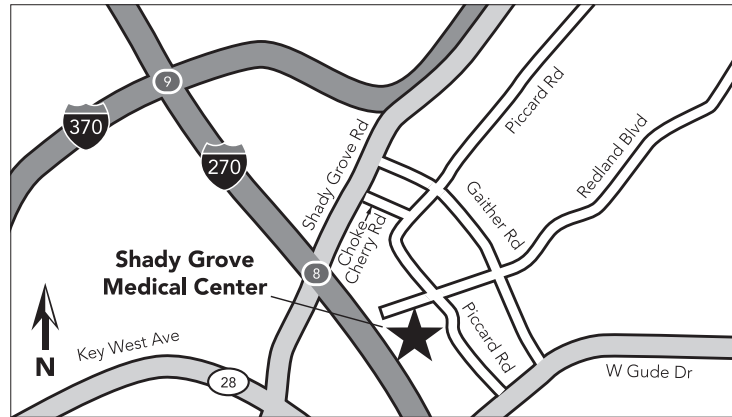 9
370
270
Piccard Rd
Redland Blvd
Shady Grove Rd
Gaither Rd
Choke
Cherry Rd
Shady Grove
Medical Center
8
N
Key West Ave
28
Piccard Rd
W Gude Dr